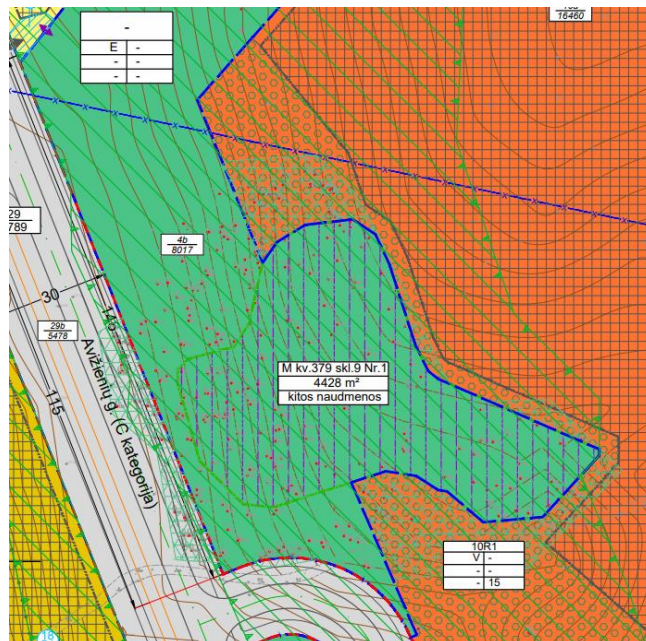 -
E -
- -
- -
16460
29
789
4b
8017
30
14b
29b
5478
Avižienių g. (C kategorija)
115
M kv.379 skl.9 Nr.1
4428 m²
kitos naudmenos
10R1
V -
- -
- 15
18